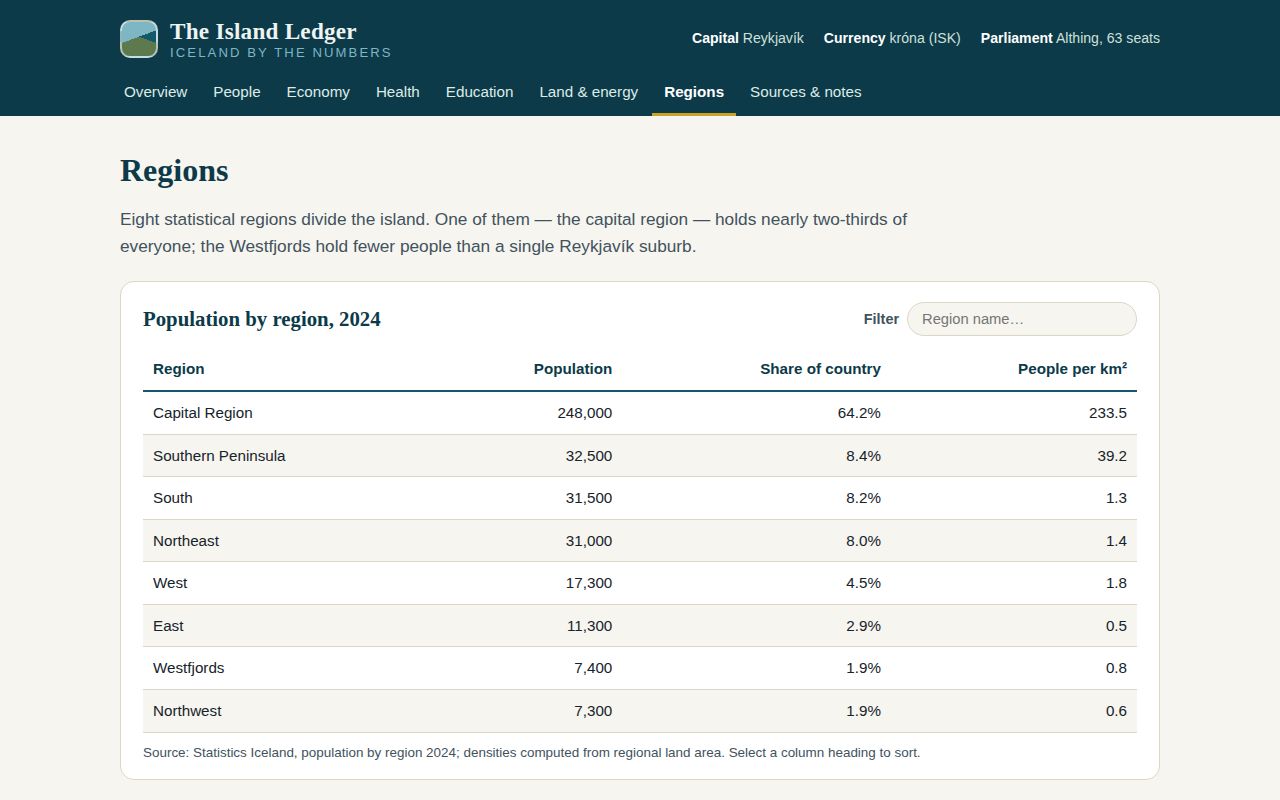 The Island Ledger
ICELAND BY THE NUMBERS
Capital Reykjavík Currency króna (ISK) Parliament Althing, 63 seats
Overview People Economy Health Education Land & energy Regions Sources & notes
Regions
Eight statistical regions divide the island. One of them — the capital region — holds nearly two-thirds of
everyone; the Westfjords hold fewer people than a single Reykjavík suburb.
Population by region, 2024
Filter Region name…
Region Population Share of country People per km²
Capital Region 248,000 64.2% 233.5
Southern Peninsula 32,500 8.4% 39.2
South 31,500 8.2% 1.3
Northeast 31,000 8.0% 1.4
West 17,300 4.5% 1.8
East 11,300 2.9% 0.5
Westfjords 7,400 1.9% 0.8
Northwest 7,300 1.9% 0.6
Source: Statistics Iceland, population by region 2024; densities computed from regional land area. Select a column heading to sort.